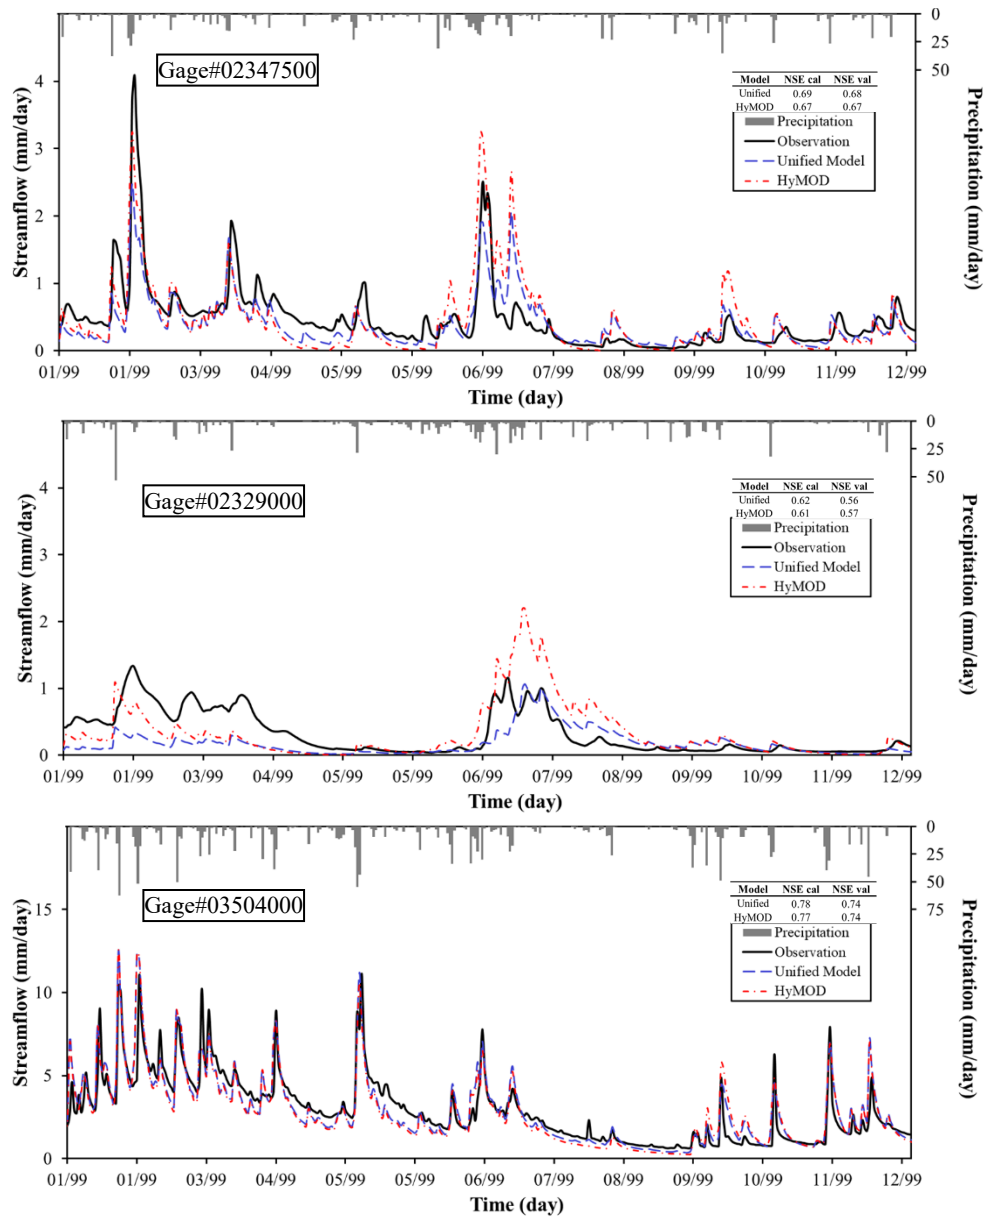 0
25
50
Gage#02347500
Model NSE cal NSE val
Unified 0.69 0.68
HyMOD 0.67 0.67
Precipitation
Observation
Unified Model
HyMOD
4
3
2
1
0
Streamflow (mm/day)
Precipitation (mm/day)
01/99 01/99 03/99 04/99 05/99 05/99 06/99 07/99 08/99 09/99 10/99 11/99 12/99
Time (day)
0
25
50
Gage#02329000
Model NSE cal NSE val
Unified 0.62 0.56
HyMOD 0.61 0.57
Precipitation
Observation
Unified Model
HyMOD
4
3
2
1
0
Streamflow (mm/day)
Precipitation (mm/day)
01/99 01/99 03/99 04/99 05/99 05/99 06/99 07/99 08/99 09/99 10/99 11/99 12/99
Time (day)
0
25
50
75
Gage#03504000
Model NSE cal NSE val
Unified 0.78 0.74
HyMOD 0.77 0.74
Precipitation
Observation
Unified Model
HyMOD
15
10
5
0
Streamflow (mm/day)
Precipitation (mm/day)
01/99 01/99 03/99 04/99 05/99 05/99 06/99 07/99 08/99 09/99 10/99 11/99 12/99
Time (day)